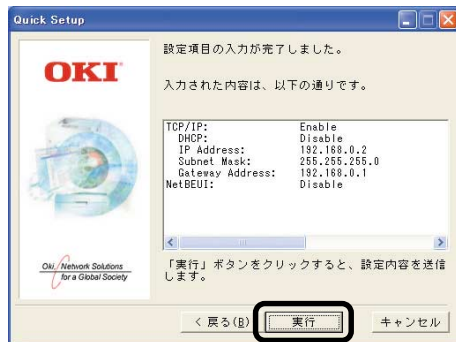 Quick Setup
OKI
Oki, Network Solutions
for a Global Society
設定項目の入力が完了しました。
入力された内容は、以下の通りです。
TCP/IP: Enable
DHCP: Disable
IP Address: 192.168.0.2
Subnet Mask: 255.255.255.0
Gateway Address: 192.168.0.1
NetBEUI: Disable
「実行」ボタンをクリックすると、設定内容を送信
します。
< 戻る(B)
実行
キャンセル